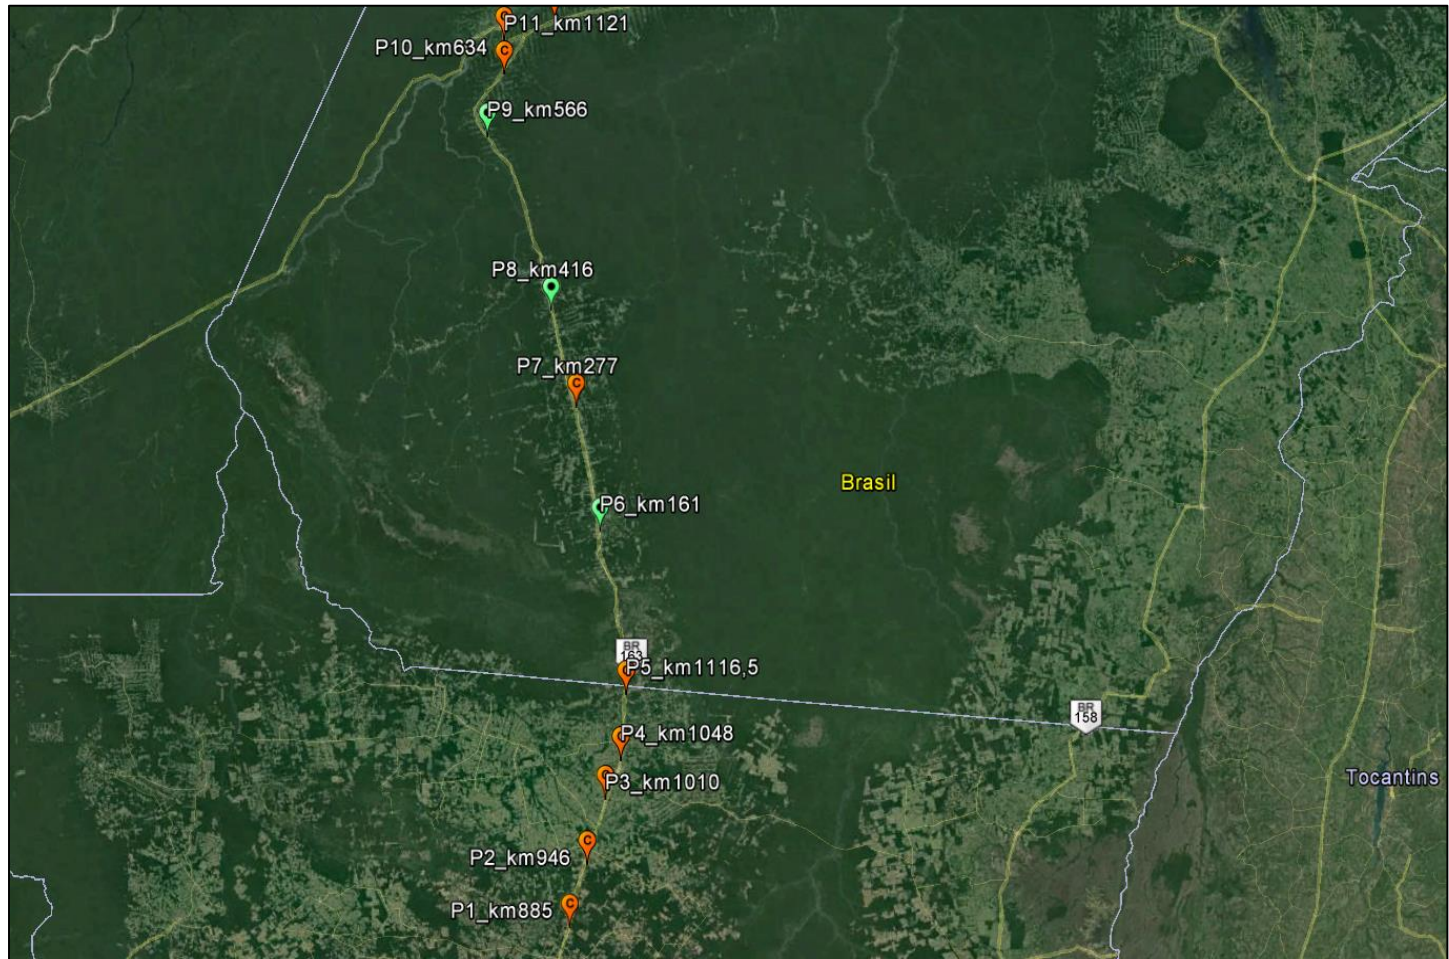 P11_km1121
P10_km634
P9_km566
P8_km416
P7_km277
Brasil
P6_km161
BR
163
P5_km1116,5
BR
158
P4_km1048
Tocantins
P3_km1010
P2_km946
P1_km885
C
C
C
C